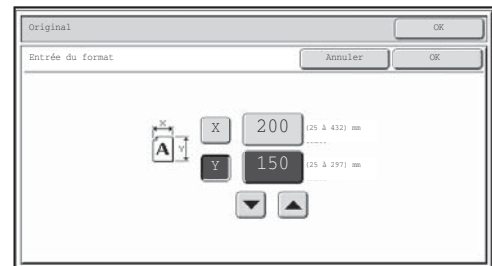 Original OK
Entrée du format Annuler OK
X
X 200 (25 à 432) mm
A Y
Y 150 (25 à 297) mm